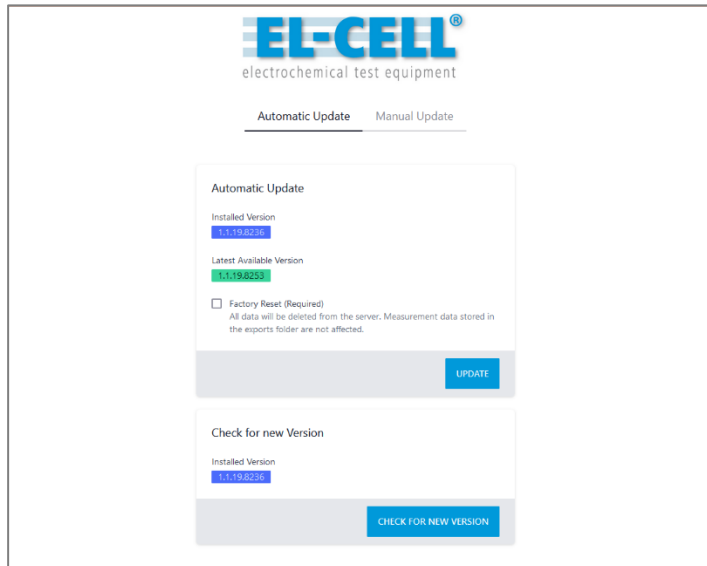 EL-CELL®
electrochemical test equipment
Automatic Update Manual Update
Automatic Update
Installed Version
1.1.19.8236
Latest Available Version
1.1.19.8253
Factory Reset (Required)
All data will be deleted from the server. Measurement data stored in
the exports folder are not affected.
UPDATE
Check for new Version
Installed Version
1.1.19.8236
CHECK FOR NEW VERSION